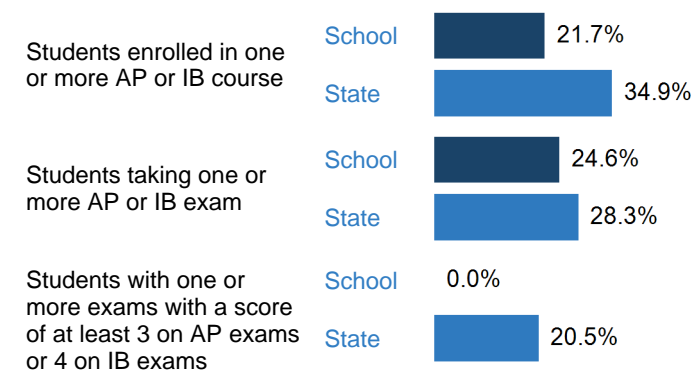 Students enrolled in one
or more AP or IB course
School 21.7%
State 34.9%
Students taking one or
more AP or IB exam
School 24.6%
State 28.3%
Students with one or
more exams with a score
of at least 3 on AP exams
or 4 on IB exams
School 0.0%
State 20.5%